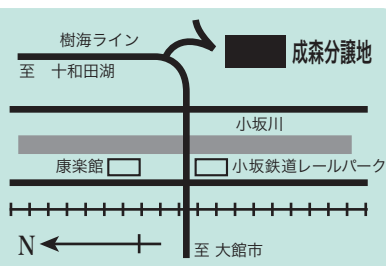 樹海ライン
成森分譲地
至 十和田湖
小坂川
康楽館
小坂鉄道レールパーク
N
至 大館市